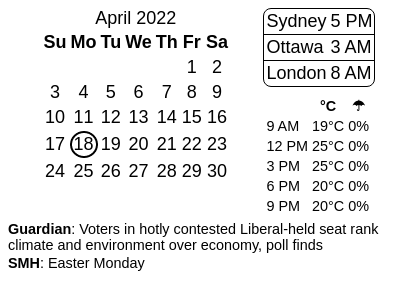 April 2022
Su Mo Tu We Th Fr Sa
1 2
3 4 5 6 7 8 9
10 11 12 13 14 15 16
17 18 19 20 21 22 23
24 25 26 27 28 29 30
Sydney 5 PM
Ottawa 3 AM
London 8 AM
°C ☂
9 AM 19°C 0%
12 PM 25°C 0%
3 PM 25°C 0%
6 PM 20°C 0%
9 PM 20°C 0%
Guardian: Voters in hotly contested Liberal-held seat rank
climate and environment over economy, poll finds
SMH: Easter Monday